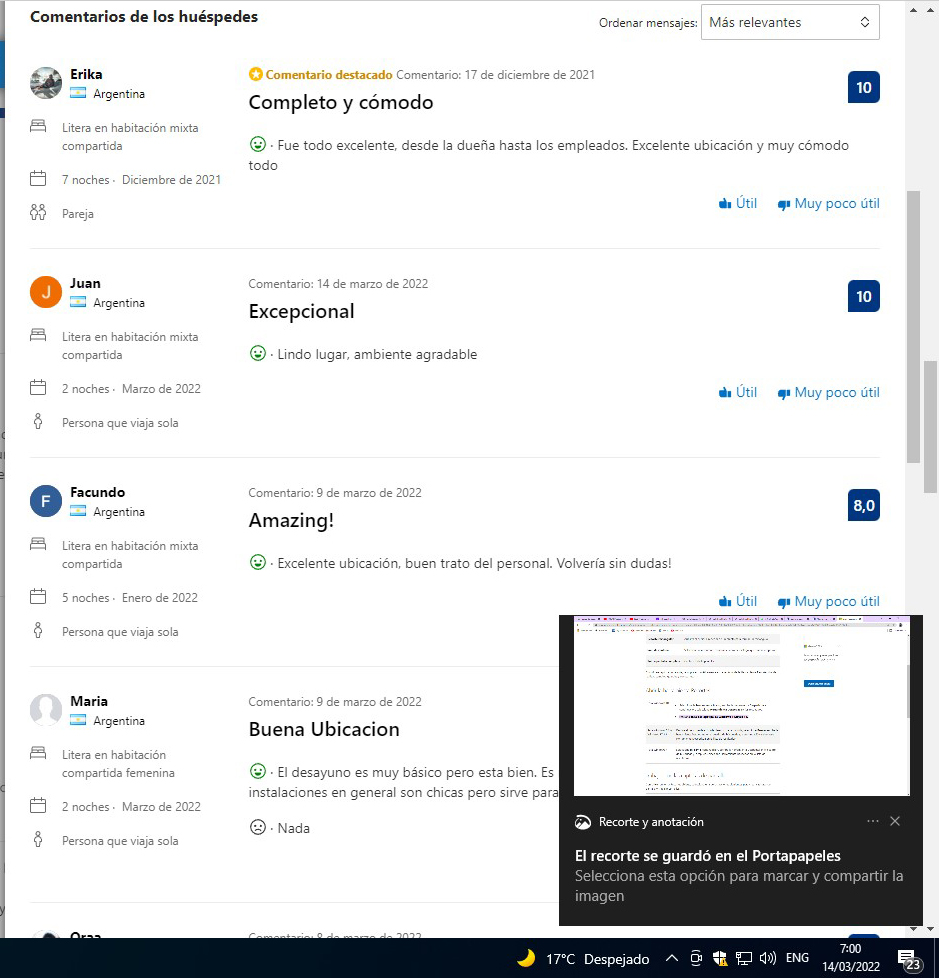 Comentarios de los huéspedes
Ordenar mensajes: Más relevantes
Erika
Argentina
Litera en habitación mixta
compartida
7 noches · Diciembre de 2021
Pareja
Comentario destacado Comentario: 17 de diciembre de 2021
Completo y cómodo
10
· Fue todo excelente, desde la dueña hasta los empleados. Excelente ubicación y muy cómodo
todo
Útil Muy poco útil
J
Juan
Argentina
Litera en habitación mixta
compartida
2 noches · Marzo de 2022
Persona que viaja sola
Comentario: 14 de marzo de 2022
Excepcional
10
· Lindo lugar, ambiente agradable
Útil Muy poco útil
F
Facundo
Argentina
Litera en habitación mixta
compartida
5 noches · Enero de 2022
Persona que viaja sola
Comentario: 9 de marzo de 2022
Amazing!
8,0
· Excelente ubicación, buen trato del personal. Volvería sin dudas!
Útil Muy poco útil
Maria
Argentina
Litera en habitación
compartida femenina
2 noches · Marzo de 2022
Persona que viaja sola
Comentario: 9 de marzo de 2022
Buena Ubicacion
· El desayuno es muy básico pero esta bien. Es
instalaciones en general son chicas pero sirve para
· Nada
Recorte y anotación
El recorte se guardó en el Portapapeles
Selecciona esta opción para marcar y compartir la
imagen
Comentario: 8 de marzo de 2022
17°C Despejado
ENG
7:00
14/03/2022
23